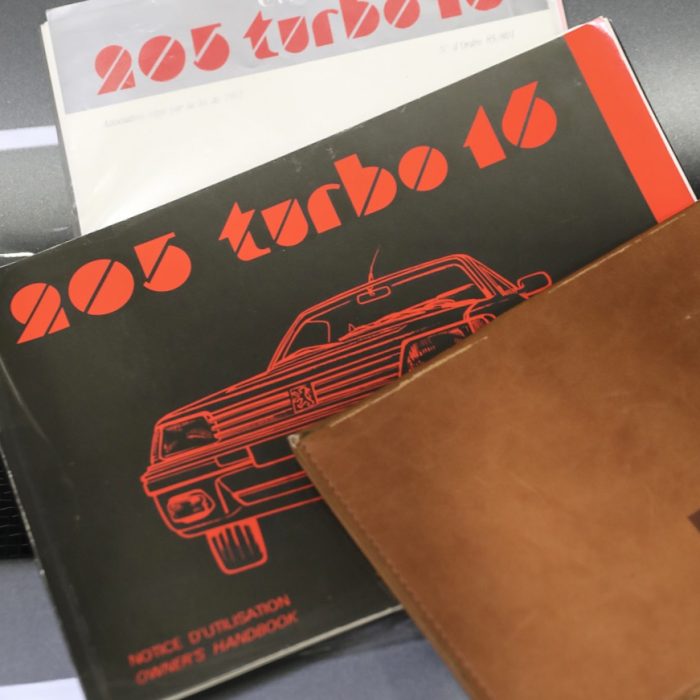 205 turbo 16
205 turbo 16
NOTICE D'UTILISATION
OWNER'S HANDBOOK